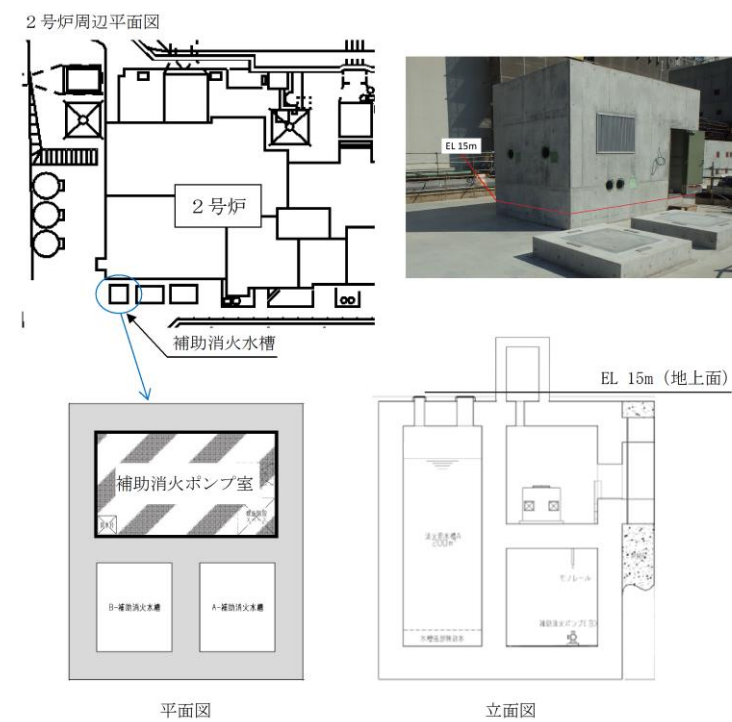 ２号炉周辺平面図
EL 15m
２号炉
補助消火水槽
EL 15m（地上面）
補助消火ポンプ室
B-補助消火水槽
A-補助消火水槽
モノレール
平面図
立面図